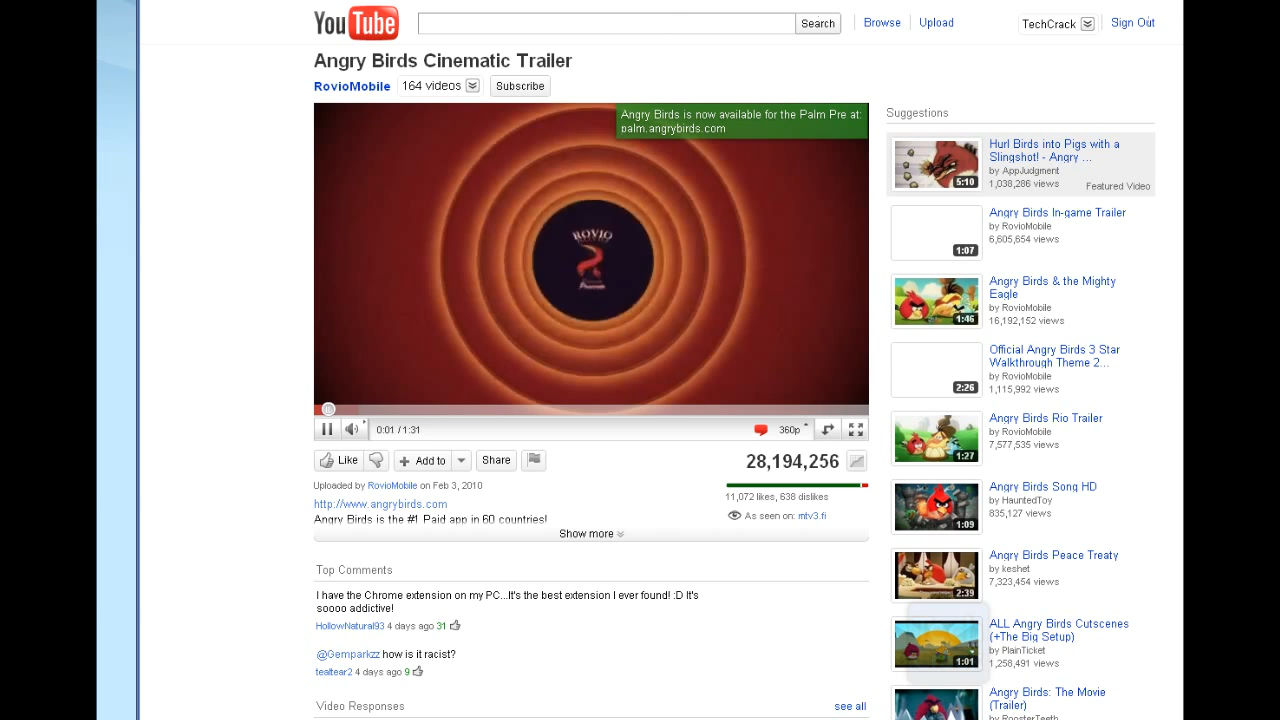 YouTube
Search
Browse
Upload
TechCrack
Sign Out
Angry Birds Cinematic Trailer
RovioMobile
164 videos
Subscribe
Angry Birds is now available for the Palm Pre at:
palm.angrybirds.com
ROVIO
0:01 / 1:31
360p
Like
Add to
Share
28,194,256
Uploaded by RovioMobile on Feb 3, 2010
11,072 likes, 638 dislikes
http://www.angrybirds.com
As seen on: mtv3.fi
Angry Birds is the #1 Paid app in 60 countries!
Show more
Top Comments
I have the Chrome extension on my PC...It's the best extension I ever found! :D It's
soooo addictive!
HollowNatural93 4 days ago 31
@Gemparkzz how is it racist?
tealtear2 4 days ago 9
Video Responses
see all
Suggestions
Hurl Birds into Pigs with a
Slingshot! - Angry ...
by AppJudgment
1,038,286 views
Featured Video
5:10
Angry Birds In-game Trailer
by RovioMobile
6,605,654 views
1:07
Angry Birds & the Mighty
Eagle
by RovioMobile
16,192,152 views
1:46
Official Angry Birds 3 Star
Walkthrough Theme 2...
by RovioMobile
1,115,992 views
2:26
Angry Birds Rio Trailer
by RovioMobile
7,577,535 views
1:27
Angry Birds Song HD
by HauntedToy
835,127 views
1:09
Angry Birds Peace Treaty
by keshet
7,323,454 views
2:39
ALL Angry Birds Cutscenes
(+The Big Setup)
by PlainTicket
1,258,491 views
1:01
Angry Birds: The Movie
(Trailer)
by RoosterTeeth